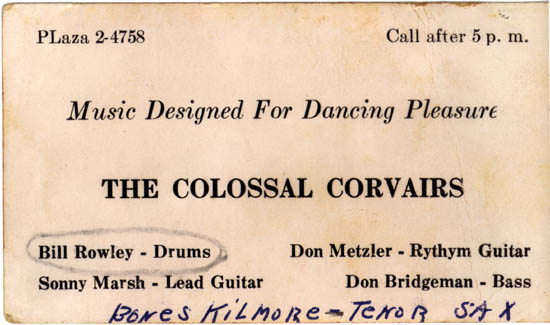 PLaza 2-4758 Call after 5 p. m.
Music Designed For Dancing Pleasure
THE COLOSSAL CORVAIRS
Bill Rowley - Drums Don Metzler - Rythym Guitar
Sonny Marsh - Lead Guitar Don Bridgeman - Bass
BONES KILMORE - TENOR SAX